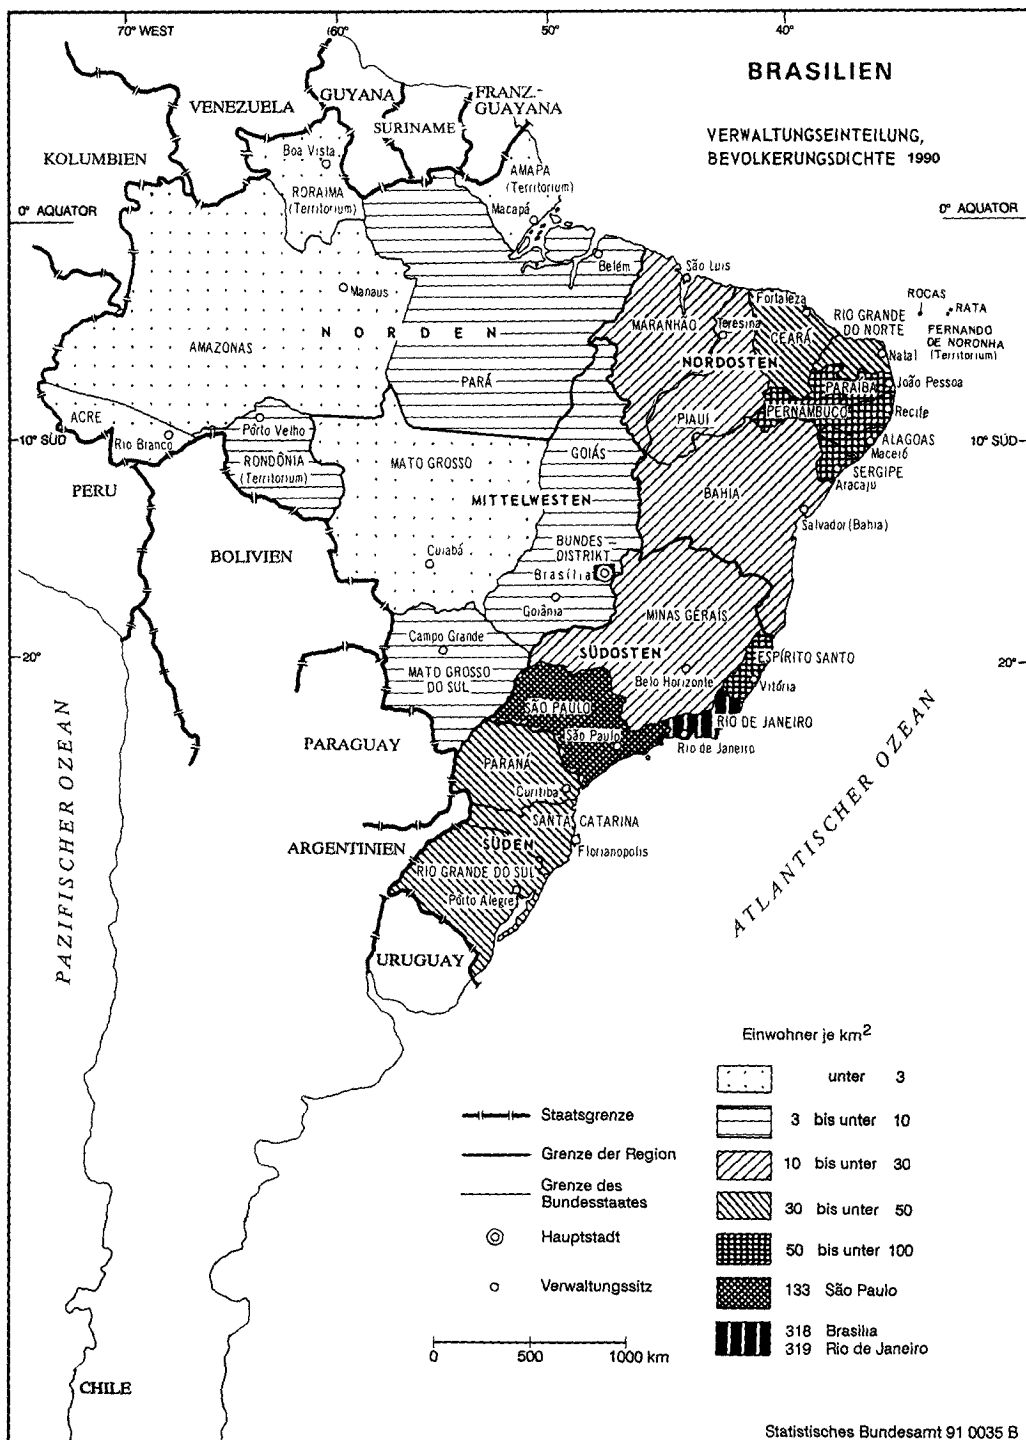 70° WEST
(60°
50°
40°
BRASILIEN
VERWALTUNGSEINTEILUNG,
BEVOLKERUNGSDICHTE 1990
VENEZUELA
GUYANA
FRANZ.-
GUAYANA
SURINAME
KOLUMBIEN
Boa Vista
RORAIMA
(Territorium)
AMAPA
(Territorium)
Macapá
0° AQUATOR
0° AQUATOR
Belém
São Luis
Manaus
Fortaleza
ROCAS
RATA
RIO GRANDE
DO NORTE
FERNANDO
DE NORONHA
(Territorium)
MARANHÃO
Teresina
CEARÁ
NORDEN
AMAZONAS
NORDOSTEN
Natal
PARÁ
PARAIBA
João Pessoa
ACRE
PERNAMBUCO
Recife
PIAUI
Rio Branco
Pôrto Velho
10° SÜD
10° SÜD
ALAGOAS
Maceió
GOIÁS
RONDÔNIA
(Territorium)
MATO GROSSO
SERGIPE
Aracaju
PERU
MITTELWESTEN
BAHIA
Salvador (Bahia)
BOLIVIEN
Cuiabá
BUNDES
DISTRIKT
Brasília
Goiânia
MINAS GERAIS
Campo Grande
SÜDOSTEN
ESPÍRITO SANTO
20°
20°
MATO GROSSO
DO SUL
Belo Horizonte
Vitória
SÃO PAULO
RIO DE JANEIRO
São Paulo
Rio de Janeiro
PARAGUAY
PARANÁ
Curitiba
SANTA CATARINA
ARGENTINIEN
SÜDEN
Florianopolis
RIO GRANDE DO SUL
Pôrto Alegre
URUGUAY
PAZIFISCHER OZEAN
ATLANTISCHER OZEAN
Einwohner je km²
unter 3
3 bis unter 10
10 bis unter 30
30 bis unter 50
50 bis unter 100
133 São Paulo
318 Brasilia
319 Rio de Janeiro
Staatsgrenze
Grenze der Region
Grenze des
Bundesstaates
Hauptstadt
Verwaltungssitz
0 500 1000 km
CHILE
Statistisches Bundesamt 91 0035 B